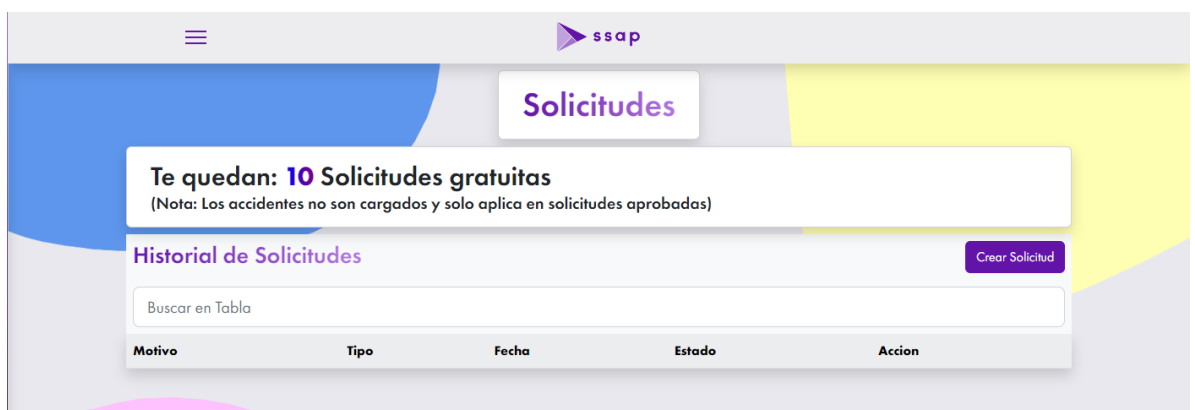 ssap
Solicitudes
Te quedan: 10 Solicitudes gratuitas
(Nota: Los accidentes no son cargados y solo aplica en solicitudes aprobadas)
Historial de Solicitudes
Crear Solicitud
Buscar en Tabla
Motivo Tipo Fecha Estado Accion